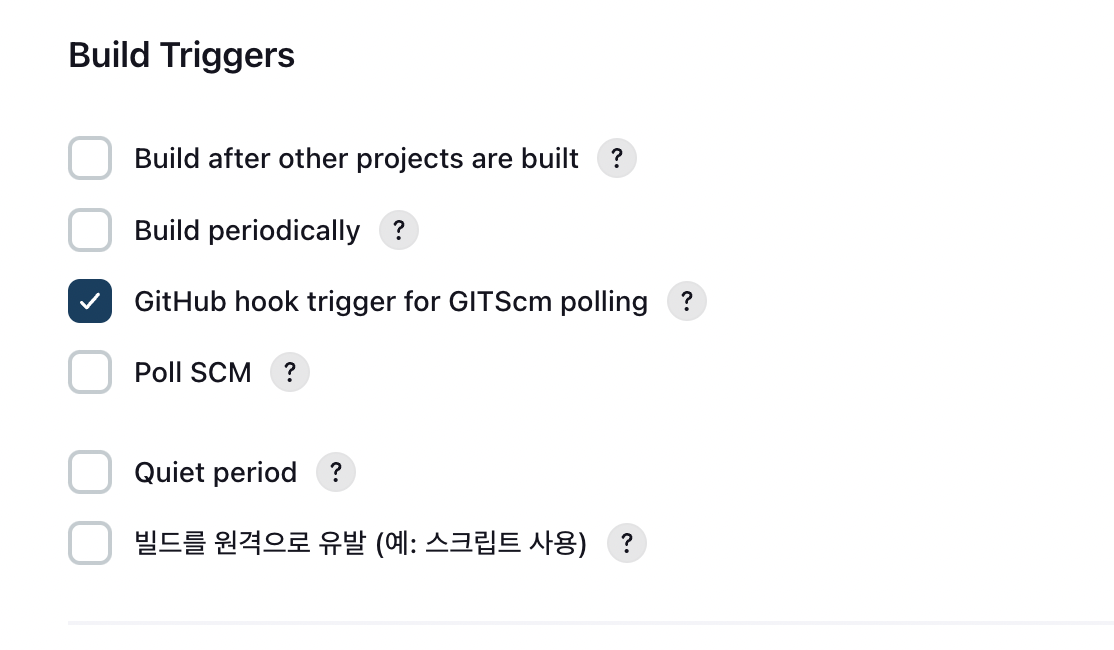 Build Triggers
Build after other projects are built ?
Build periodically ?
GitHub hook trigger for GITScm polling ?
Poll SCM ?
Quiet period ?
빌드를 원격으로 유발 (예: 스크립트 사용) ?